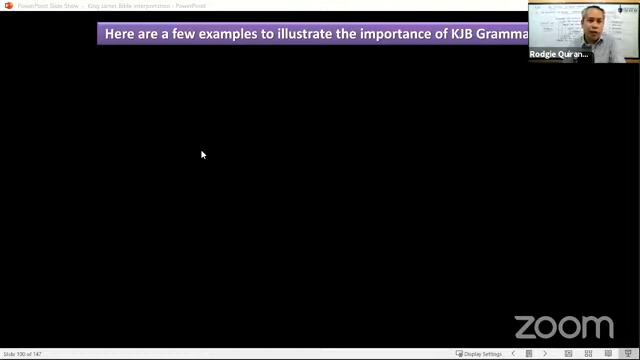 PowerPoint Slide Show - King James Bible Interpretation - PowerPoint
Here are a few examples to illustrate the importance of KJB Gramma
Rodgie Quiran...
zoom
Slide 100 of 147
Display Settings